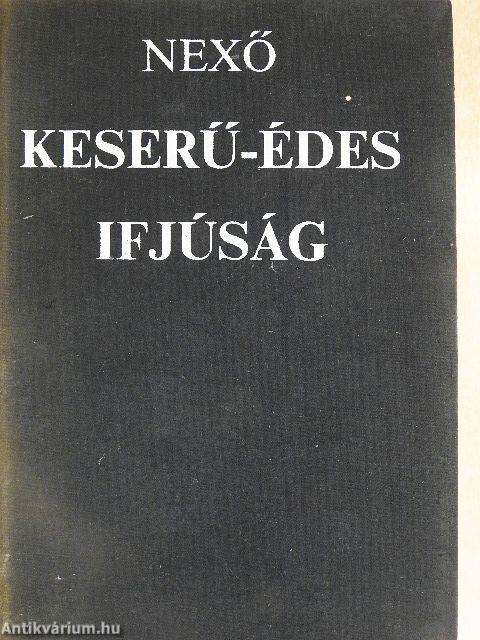 NEXŐ
KESERŰ-ÉDES
IFJÚSÁG
Antikvárium.hu